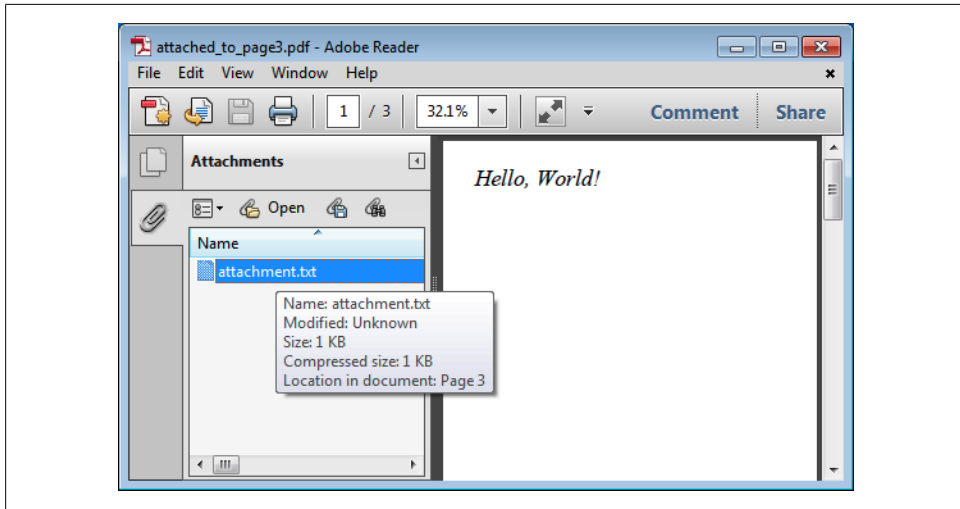 attached_to_page3.pdf - Adobe Reader
File Edit View Window Help
1 / 3 32.1% Comment Share
Attachments
Hello, World!
Open
Name
attachment.txt
Name: attachment.txt
Modified: Unknown
Size: 1 KB
Compressed size: 1 KB
Location in document: Page 3